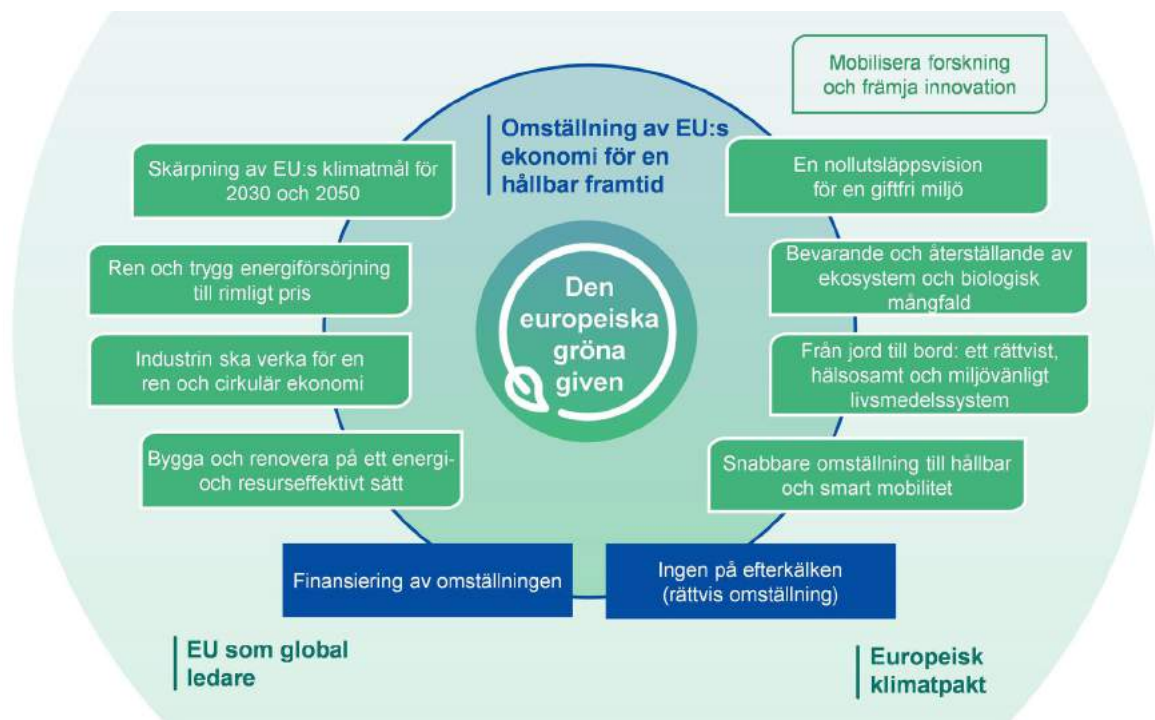 Mobilisera forskning
och främja innovation
Omställning av EU:s
ekonomi för en
hållbar framtid
Skärpning av EU:s klimatmål för
2030 och 2050
En nollutsläppsvision
för en giftfri miljö
Ren och trygg energiförsörjning
till rimligt pris
Bevarande och återställande av
ekosystem och biologisk
mångfald
Den
europeiska
gröna
given
Industrin ska verka för en
ren och cirkulär ekonomi
Från jord till bord: ett rättvist,
hälsosamt och miljövänligt
livsmedelssystem
Bygga och renovera på ett energi-
och resurseffektivt sätt
Snabbare omställning till hållbar
och smart mobilitet
Finansiering av omställningen
Ingen på efterkälken
(rättvis omställning)
EU som global
ledare
Europeisk
klimatpakt